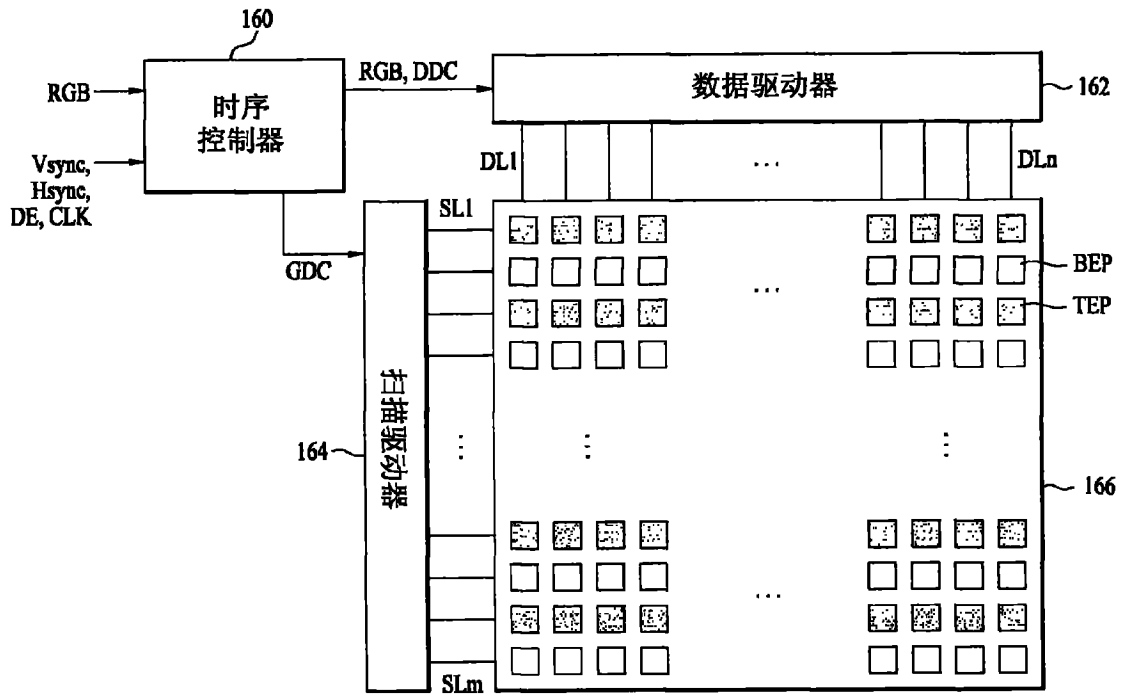 160
RGB
时序
控制器
Vsync,
Hsync,
DE, CLK
RGB, DDC
数据驱动器
162
DL1
...
DLn
GDC
SL1
...
BEP
TEP
扫描驱动器
164
...
...
...
166
...
SLm